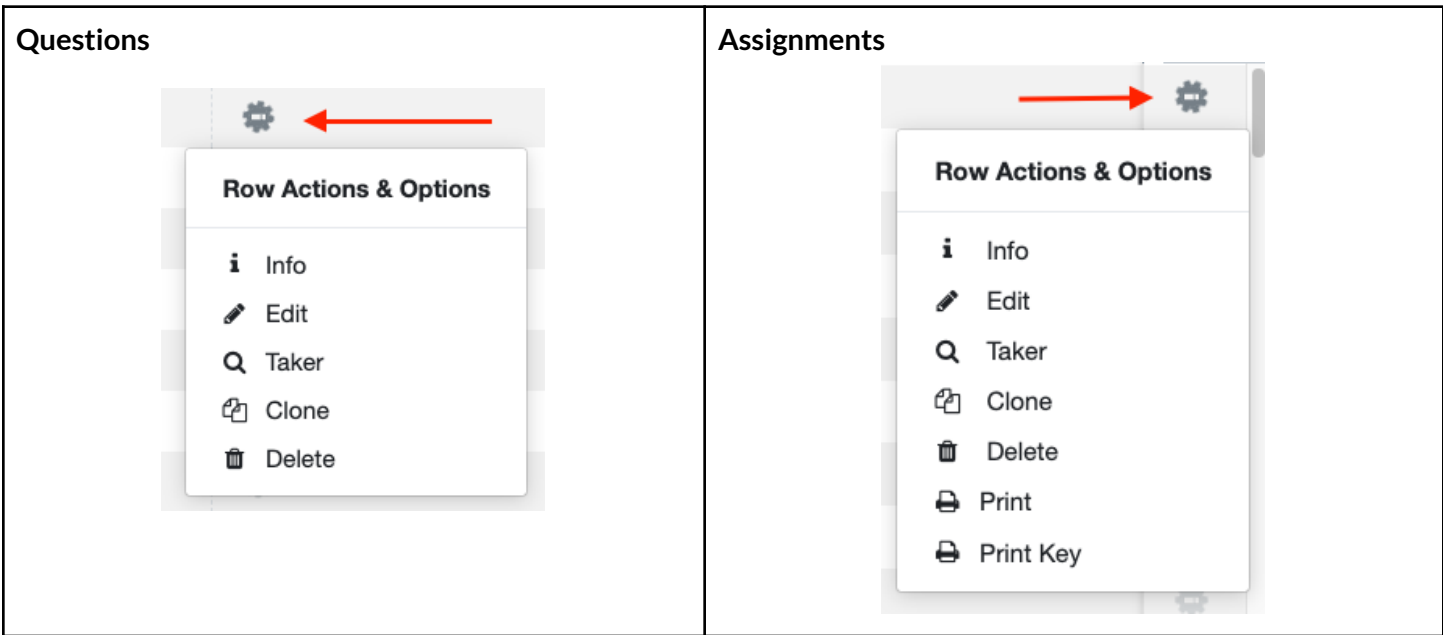 Questions
Row Actions & Options
Info
Edit
Taker
Clone
Delete
Assignments
Row Actions & Options
Info
Edit
Taker
Clone
Delete
Print
Print Key